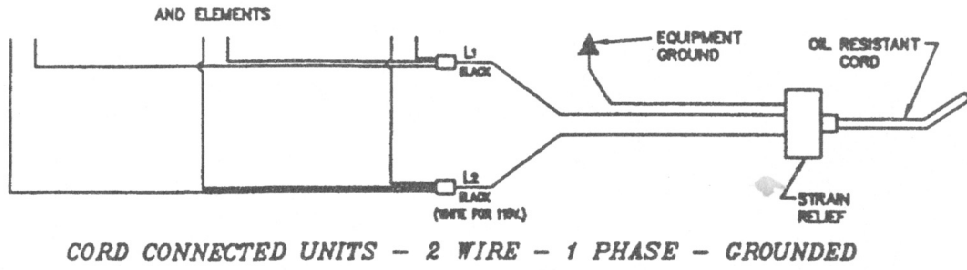 AND ELEMENTS
L1
BLACK
EQUIPMENT
GROUND
OIL RESISTANT
CORD
L2
BLACK
(WHITE FOR 115V.)
STRAIN
RELIEF
CORD CONNECTED UNITS - 2 WIRE - 1 PHASE - GROUNDED